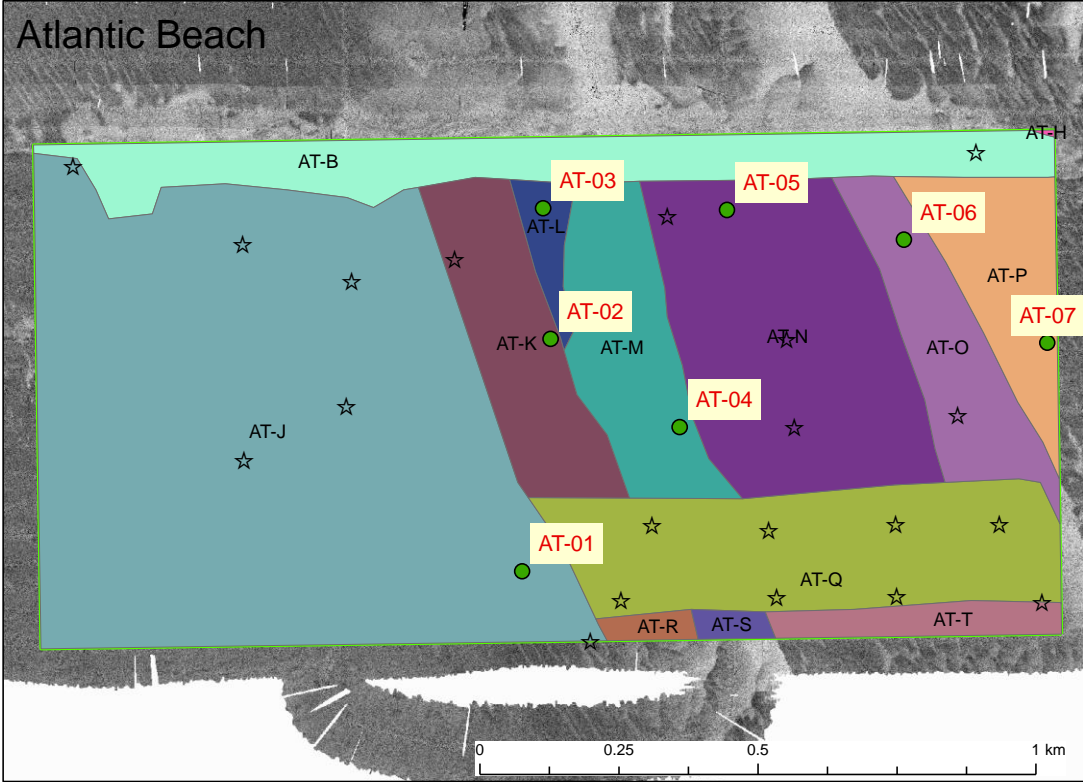 Atlantic Beach
AT-H
AT-B
AT-03
AT-05
AT-06
AT-L
AT-P
AT-02
AT-07
AT-K
AT-M
AT-N
AT-O
AT-04
AT-J
AT-01
AT-Q
AT-R
AT-S
AT-T
0 0.25 0.5 1 km